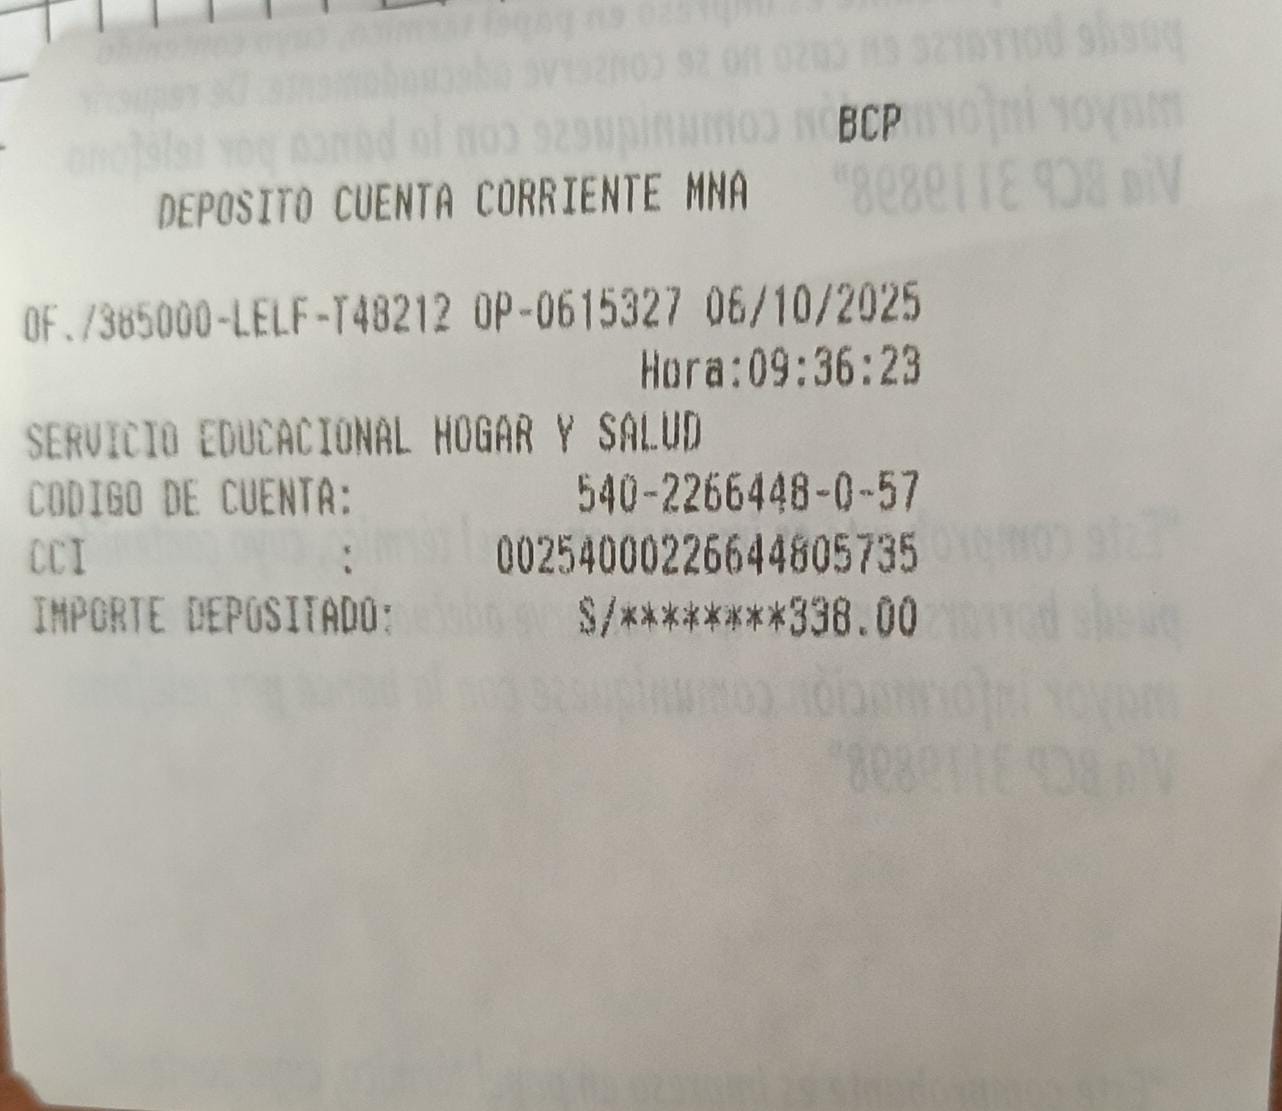 BCP
DEPOSITO CUENTA CORRIENTE MNA
OF./385000-LELF-T48212 OP-0615327 06/10/2025
Hora:09:36:23
SERVICIO EDUCACIONAL HOGAR Y SALUD
CODIGO DE CUENTA: 540-2266448-0-57
CCI : 00254000226644805735
IMPORTE DEPOSITADO: S/********338.00